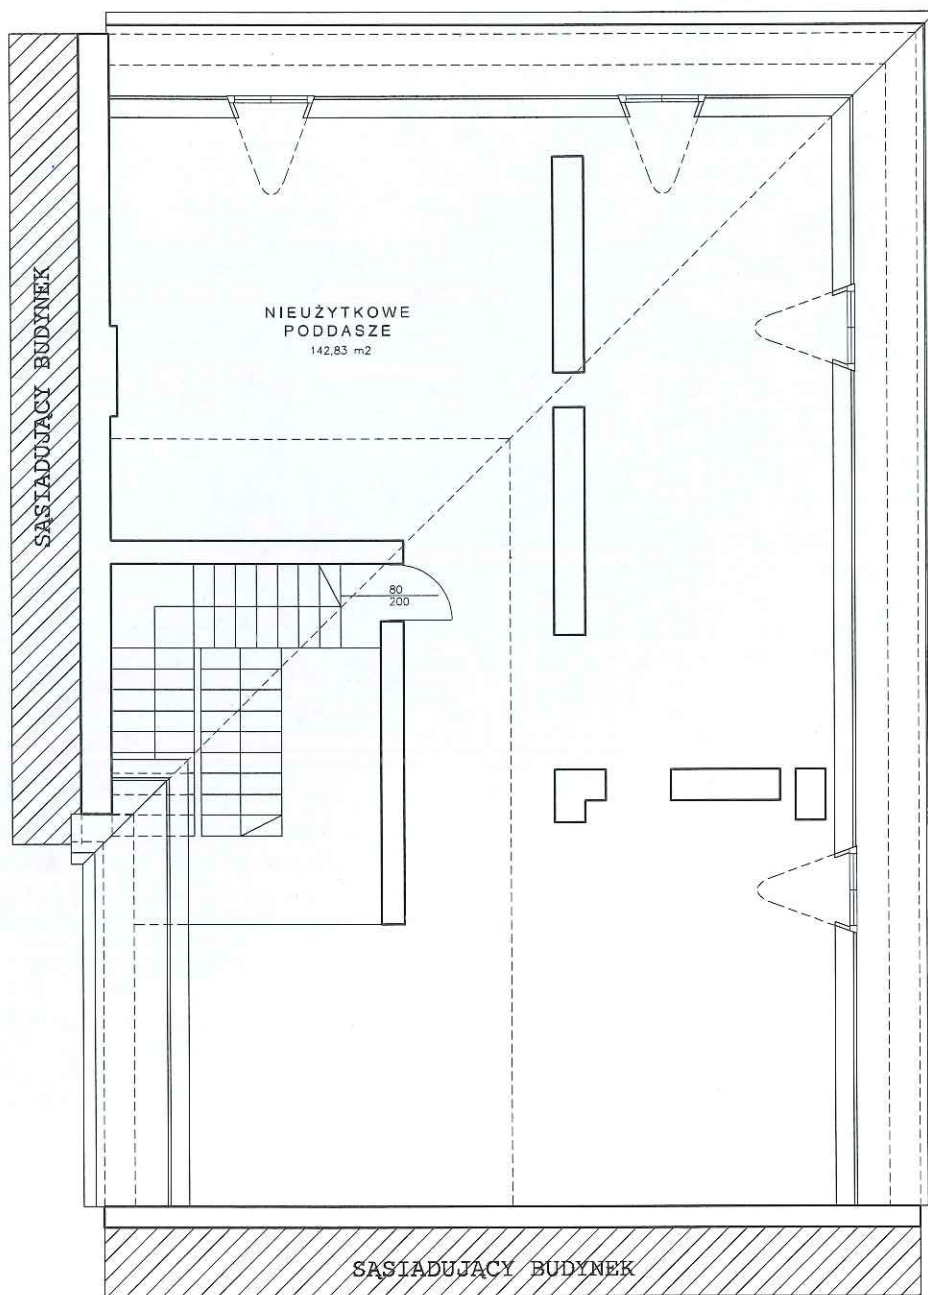 SĄSIADUJĄCY BUDYNEK
NIEUŻYTKOWE
PODDASZE
142,83 m2
80
200
SĄSIADUJĄCY BUDYNEK